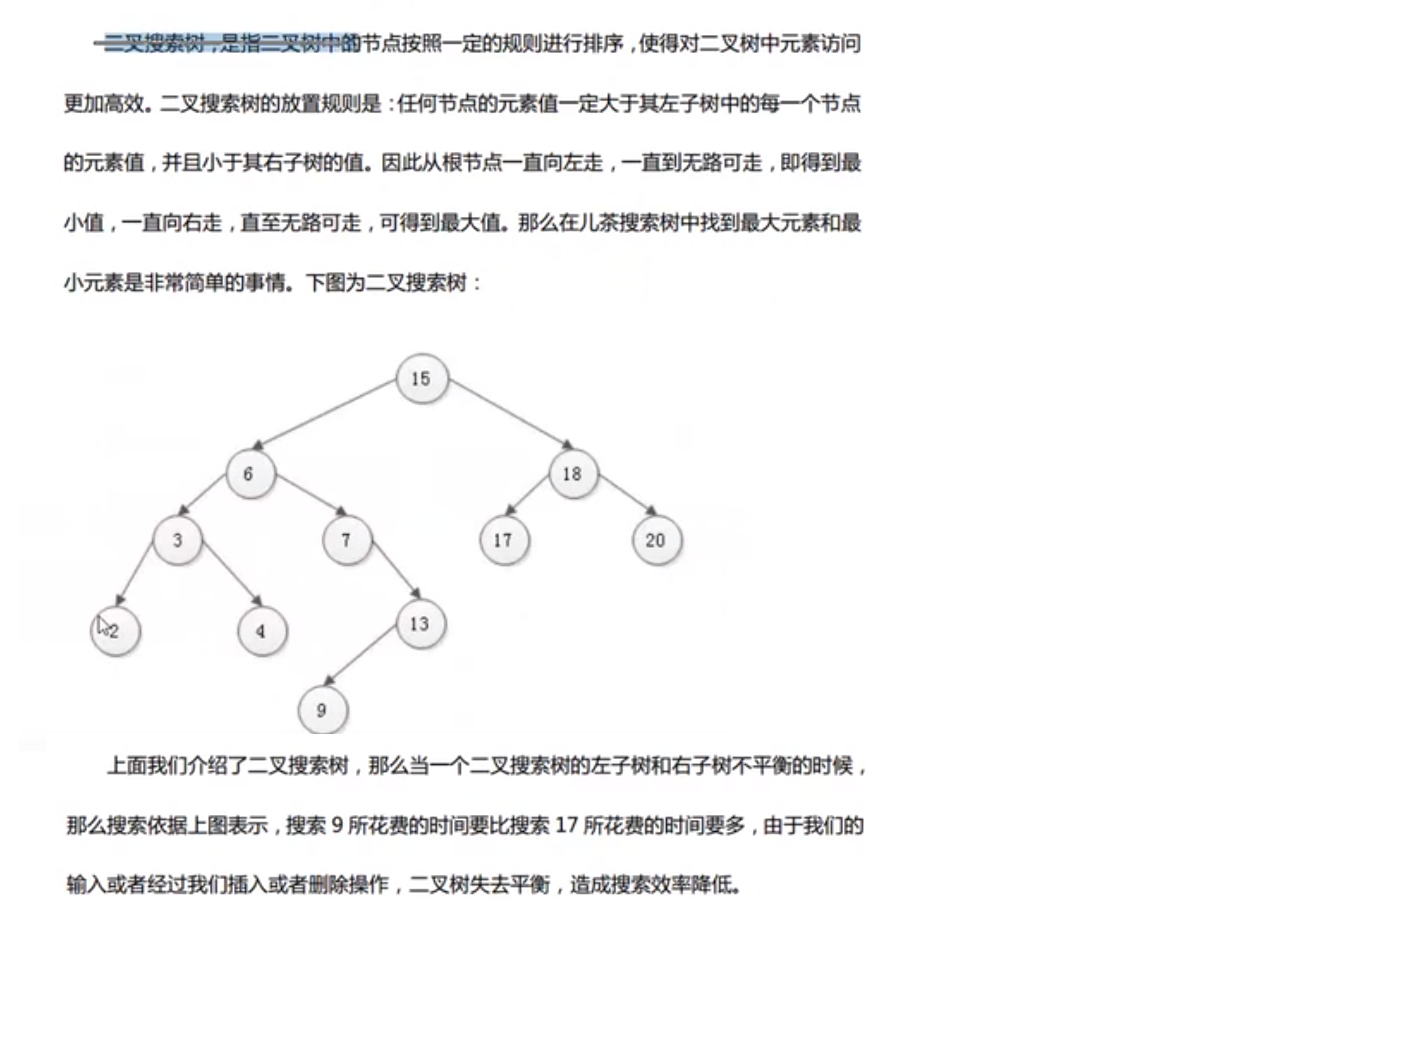 二叉搜索树，是指二叉树中的节点按照一定的规则进行排序，使得对二叉树中元素访问
更加高效。二叉搜索树的放置规则是：任何节点的元素值一定大于其左子树中的每一个节点
的元素值，并且小于其右子树的值。因此从根节点一直向左走，一直到无路可走，即得到最
小值，一直向右走，直至无路可走，可得到最大值。那么在儿茶搜索树中找到最大元素和最
小元素是非常简单的事情。下图为二叉搜索树：
15
6
18
3
7
17
20
2
4
13
9
上面我们介绍了二叉搜索树，那么当一个二叉搜索树的左子树和右子树不平衡的时候，
那么搜索依据上图表示，搜索 9 所花费的时间要比搜索 17 所花费的时间要多，由于我们的
输入或者经过我们插入或者删除操作，二叉树失去平衡，造成搜索效率降低。